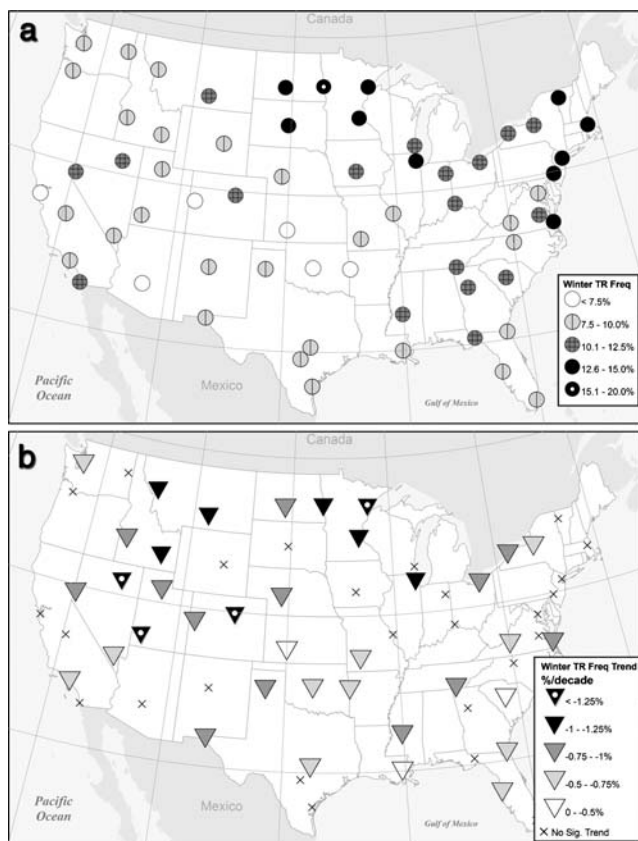 a
Canada
Winter TR Freq
< 7.5%
7.5 - 10.0%
10.1 - 12.5%
12.6 - 15.0%
15.1 - 20.0%
Pacific
Ocean
Mexico
Gulf of Mexico
b
Canada
Winter TR Freq Trend
%/decade
< -1.25%
-1 - -1.25%
-0.75 - -1%
-0.5 - -0.75%
0 - -0.5%
No Sig. Trend
Pacific
Ocean
Mexico
Gulf of Mexico